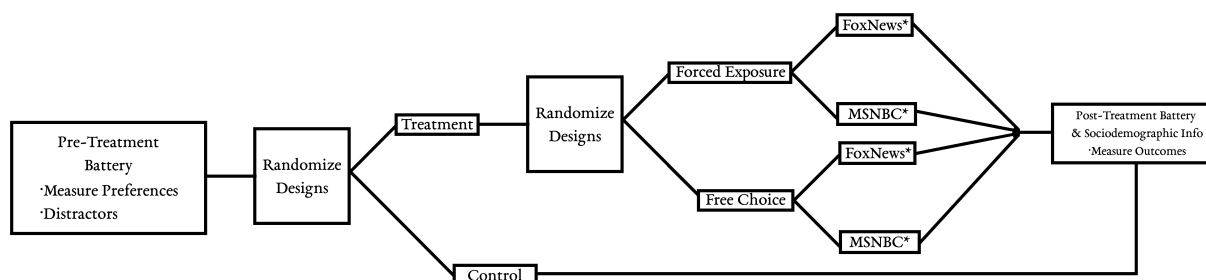 Pre-Treatment
Battery
·Measure Preferences
·Distractors
Randomize
Designs
Treatment
Control
Randomize
Designs
Forced Exposure
Free Choice
FoxNews*
MSNBC*
FoxNews*
MSNBC*
Post-Treatment Battery
& Sociodemographic Info
·Measure Outcomes